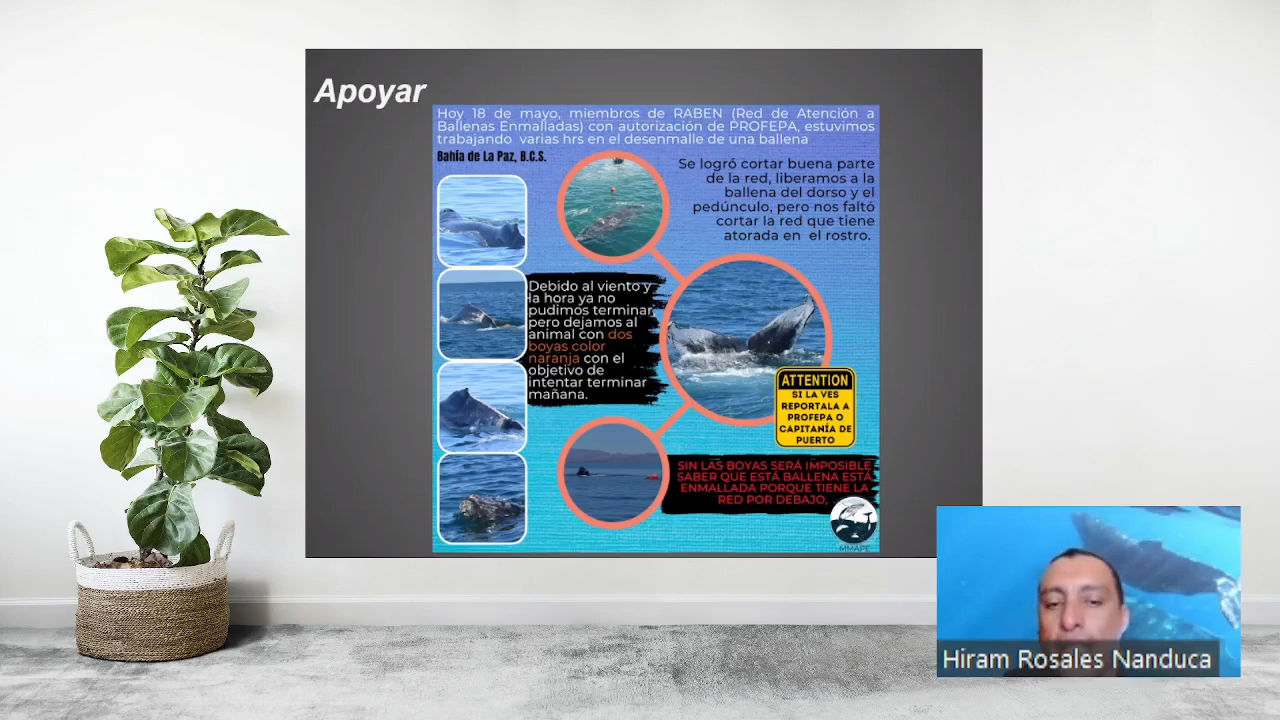 Apoyar
Hoy 18 de mayo, miembros de RABEN (Red de Atención a
Ballenas Enmalladas) con autorización de PROFEPA, estuvimos
trabajando varias hrs en el desenmalle de una ballena
Bahía de La Paz, B.C.S.
Se logró cortar buena parte
de la red, liberamos a la
ballena del dorso y el
pedúnculo, pero nos faltó
cortar la red que tiene
atorada en el rostro.
Debido al viento y
la hora ya no
pudimos terminar
pero dejamos al
animal con dos
boyas color
naranja con el
objetivo de
intentar terminar
mañana.
ATTENTION
SI LA VES
REPORTALA A
PROFEPA O
CAPITANÍA DE
PUERTO
SIN LAS BOYAS SERÁ IMPOSIBLE
SABER QUE ESTÁ BALLENA ESTÁ
ENMALLADA PORQUE TIENE LA
RED POR DEBAJO.
MMAPE
Hiram Rosales Nanduca